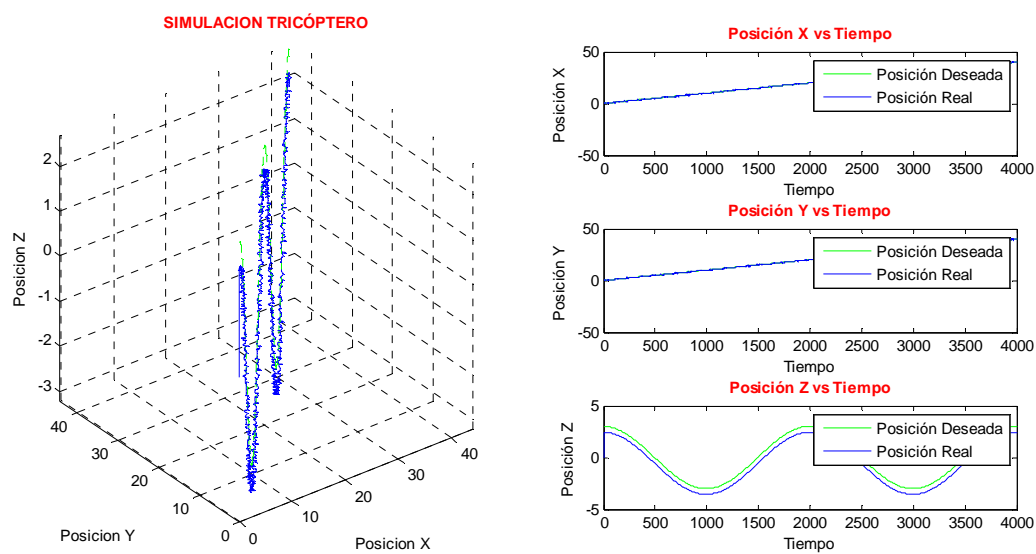 SIMULACION TRICÓPTERO
2
1
0
-1
-2
-3
Posicion Z
40
30
20
10
0
Posicion Y
0
10
20
30
40
Posicion X
Posición X vs Tiempo
50
0
-50
Posición X
Posición Deseada
Posición Real
0 500 1000 1500 2000 2500 3000 3500 4000
Tiempo
Posición Y vs Tiempo
50
0
-50
Posición Y
Posición Deseada
Posición Real
0 500 1000 1500 2000 2500 3000 3500 4000
Tiempo
Posición Z vs Tiempo
5
0
-5
Posición Z
Posición Deseada
Posición Real
0 500 1000 1500 2000 2500 3000 3500 4000
Tiempo